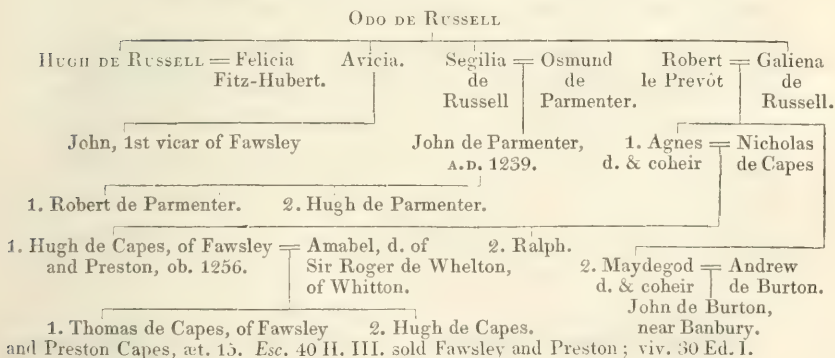 ODO DE RUSSELL
HUGH DE RUSSELL = Felicia Avicia. Segilia = Osmund Robert = Galiena
Fitz-Hubert. de de le Prevôt de
Russell Parmenter. Russell.
John, 1st vicar of Fawsley John de Parmenter, 1. Agnes = Nicholas
A.D. 1239. d. & coheir de Capes
1. Robert de Parmenter. 2. Hugh de Parmenter.
1. Hugh de Capes, of Fawsley = Amabel, d. of 2. Ralph.
and Preston, ob. 1256. Sir Roger de Whelton, 2. Maydegod = Andrew
of Whitton. d. & coheir de Burton.
John de Burton,
1. Thomas de Capes, of Fawsley 2. Hugh de Capes. near Banbury.
and Preston Capes, æt. 15. Esc. 40 H. III. sold Fawsley and Preston; viv. 30 Ed. I.